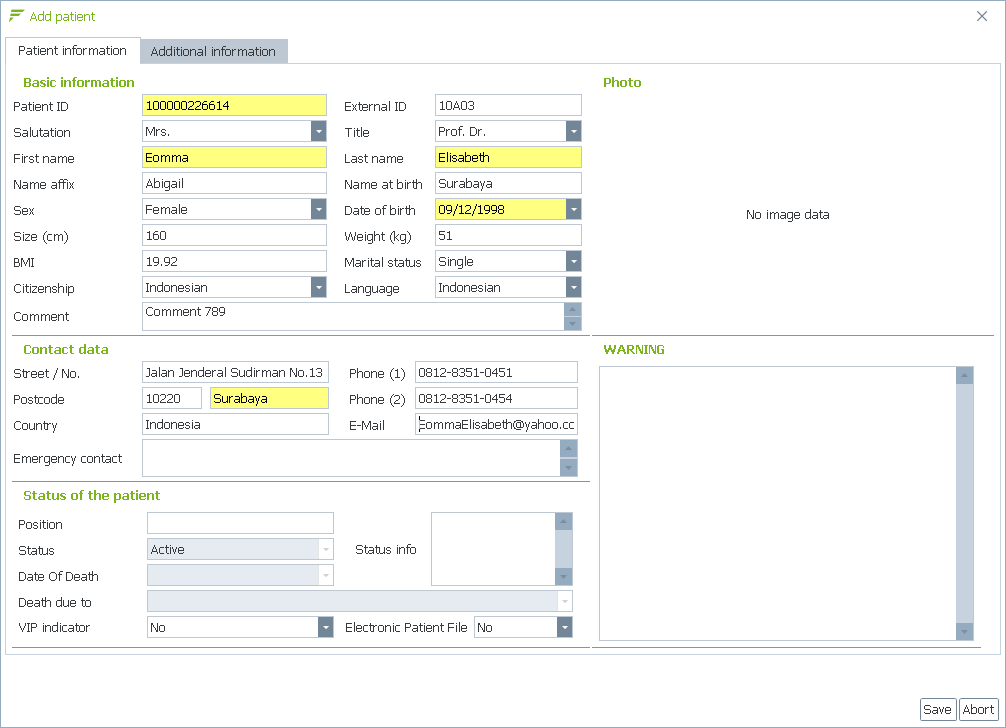 Add patient
Patient information Additional information
Basic information Photo
Patient ID 100000226614 External ID 10A03
Salutation Mrs. Title Prof. Dr.
First name Eomma Last name Elisabeth
Name affix Abigail Name at birth Surabaya
Sex Female Date of birth 09/12/1998
No image data
Size (cm) 160 Weight (kg) 51
BMI 19.92 Marital status Single
Citizenship Indonesian Language Indonesian
Comment Comment 789
Contact data WARNING
Street / No. Jalan Jenderal Sudirman No.13 Phone (1) 0812-8351-0451
Postcode 10220 Surabaya Phone (2) 0812-8351-0454
Country Indonesia E-Mail EommaElisabeth@yahoo.cc
Emergency contact
Status of the patient
Position
Status Active Status info
Date Of Death
Death due to
VIP indicator No Electronic Patient File No
Save Abort